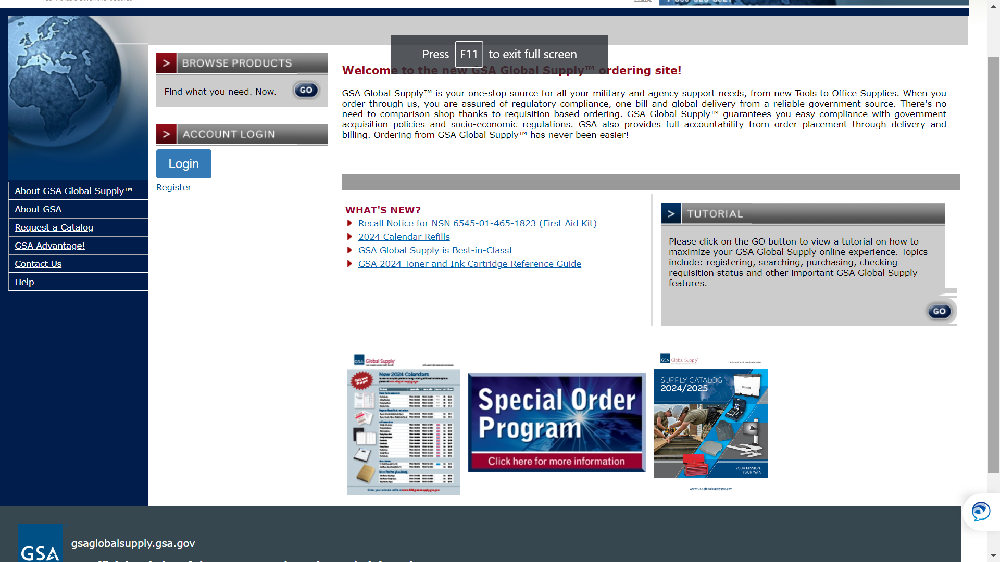 Press F11 to exit full screen
BROWSE PRODUCTS
Find what you need. Now.
GO
ACCOUNT LOGIN
Login
Register
About GSA Global Supply™
About GSA
Request a Catalog
GSA Advantage!
Contact Us
Help
Welcome to the new GSA Global Supply™ ordering site!
GSA Global Supply™ is your one-stop source for all your military and agency support needs, from new Tools to Office Supplies. When you
order through us, you are assured of regulatory compliance, one bill and global delivery from a reliable government source. There's no
need to comparison shop thanks to requisition-based ordering. GSA Global Supply™ guarantees you easy compliance with government
acquisition policies and socio-economic regulations. GSA also provides full accountability from order placement through delivery and
billing. Ordering from GSA Global Supply™ has never been easier!
WHAT'S NEW?
Recall Notice for NSN 6545-01-465-1823 (First Aid Kit)
2024 Calendar Refills
GSA Global Supply is Best-in-Class!
GSA 2024 Toner and Ink Cartridge Reference Guide
TUTORIAL
Please click on the GO button to view a tutorial on how to
maximize your GSA Global Supply online experience. Topics
include: registering, searching, purchasing, checking
requisition status and other important GSA Global Supply
features.
GO
GSA Global Supply
New 2024 Calendars
Special Order
Program
Click here for more information
GSA Global Supply
U.S. General Services Administration
SUPPLY CATALOG
2024/2025
YOUR MISSION.
YOUR WAY.
www.GSAglobalsupply.gsa.gov
GSA
gsaglobalsupply.gsa.gov